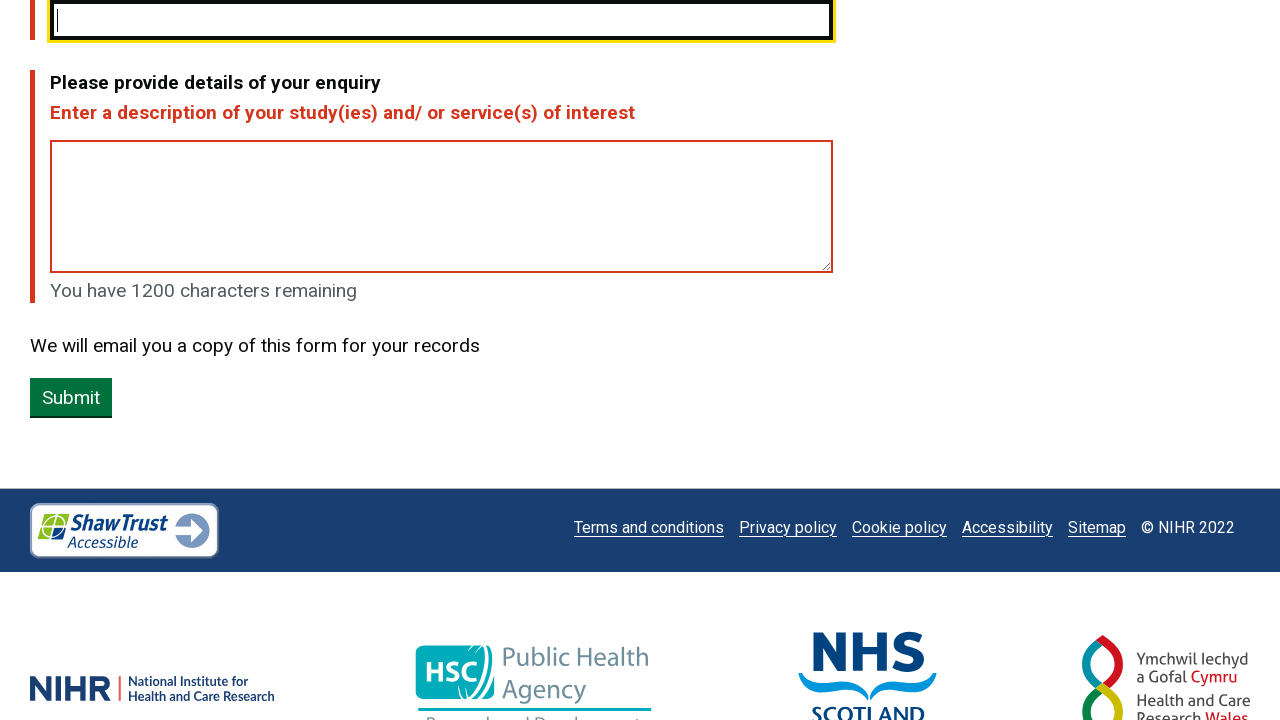 Please provide details of your enquiry
Enter a description of your study(ies) and/ or service(s) of interest
You have 1200 characters remaining
We will email you a copy of this form for your records
Submit
ShawTrust
Accessible
Terms and conditions Privacy policy Cookie policy Accessibility Sitemap © NIHR 2022
NIHR | National Institute for
Health and Care Research
HSC Public Health
Agency
NHS
SCOTLAND
Ymchwil Iechyd
a Gofal Cymru
Health and Care
Research Wales